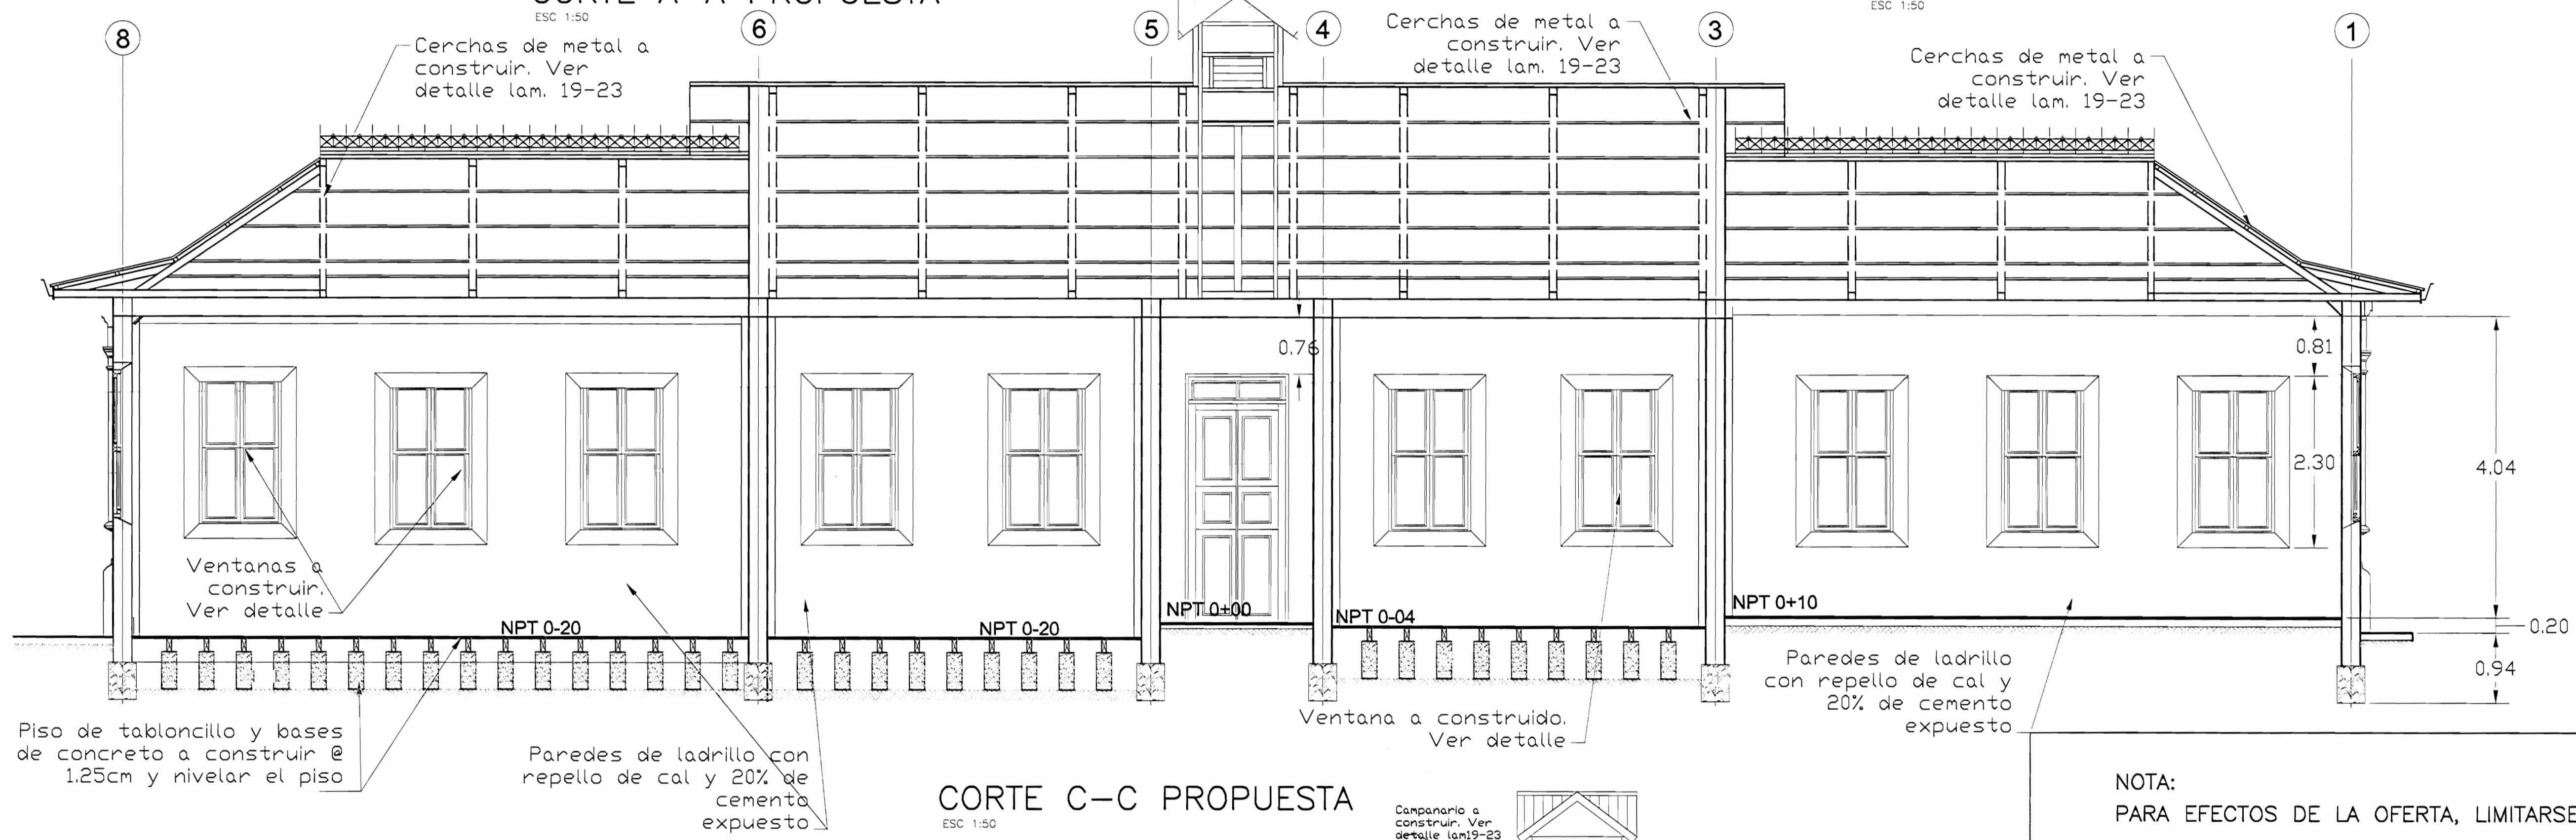 ESC 1:50
ESC 1:50
8
6
5
4
3
1
Cerchas de metal a
construir. Ver
detalle lam. 19-23
Cerchas de metal a
construir. Ver
detalle lam. 19-23
Cerchas de metal a
construir. Ver
detalle lam. 19-23
0.76
0.81
2.30
4.04
0.20
0.94
Ventanas a
construir.
Ver detalle
NPT 0-20
NPT 0-20
NPT 0+00
NPT 0-04
NPT 0+10
Piso de tabloncillo y bases
de concreto a construir @
1.25cm y nivelar el piso
Paredes de ladrillo con
repello de cal y 20% de
cemento
expuesto
Ventana a construido.
Ver detalle
Paredes de ladrillo
con repello de cal y
20% de cemento
expuesto
CORTE C-C PROPUESTA
ESC 1:50
Campanario a
construir. Ver
detalle lam19-23
NOTA:
PARA EFECTOS DE LA OFERTA, LIMITARSE